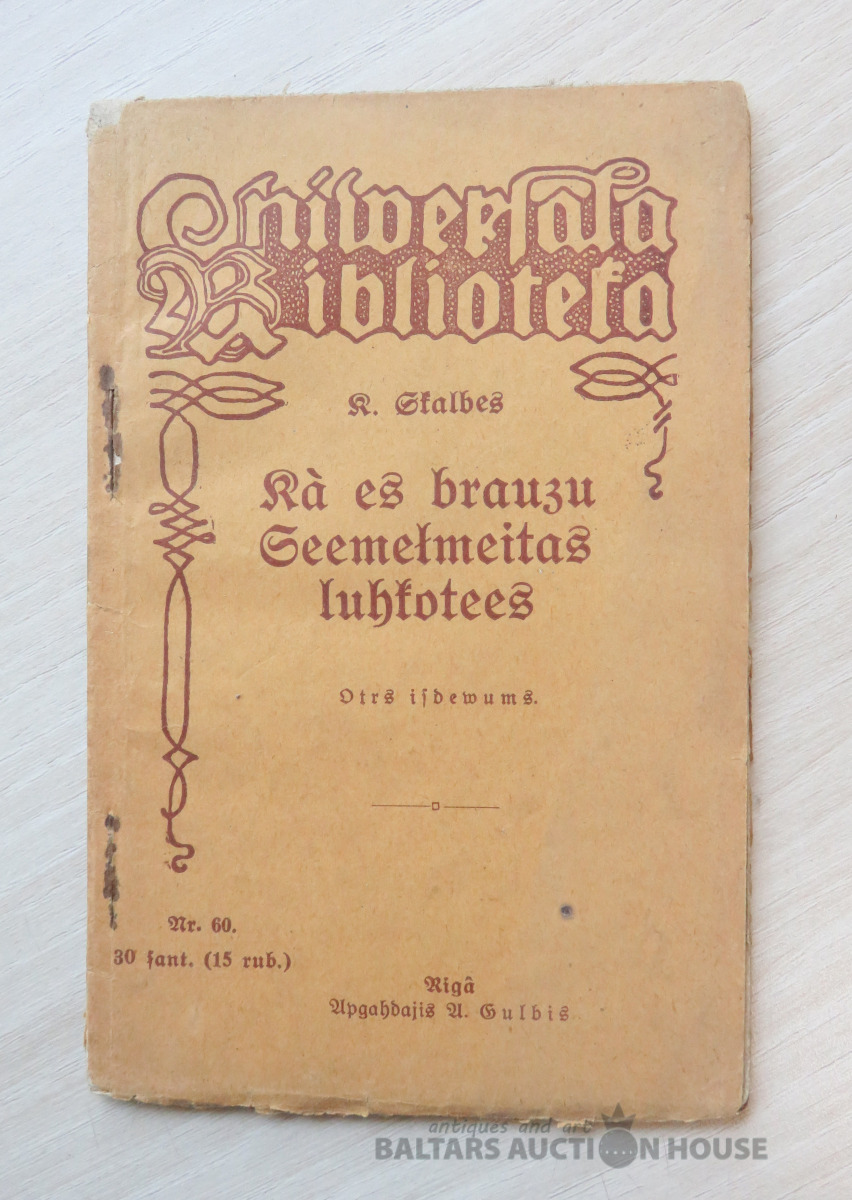 Uniwersala
Biblioteka
K. Skalbes
Kà es brauzu
Seemełmeitas
luhkotees
Otrs isdewums.
Nr. 60.
30 sant. (15 rub.)
Rigâ
Apgahdajis A. Gulbis.
antiques and art
BALTARS AUCTION HOUSE